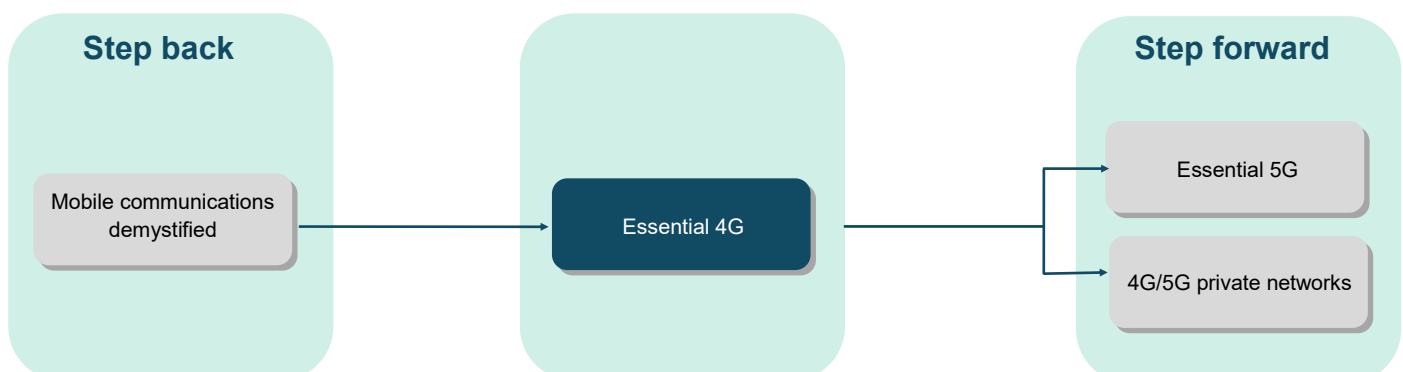 Step back
Mobile communications
demystified
Essential 4G
Step forward
Essential 5G
4G/5G private networks